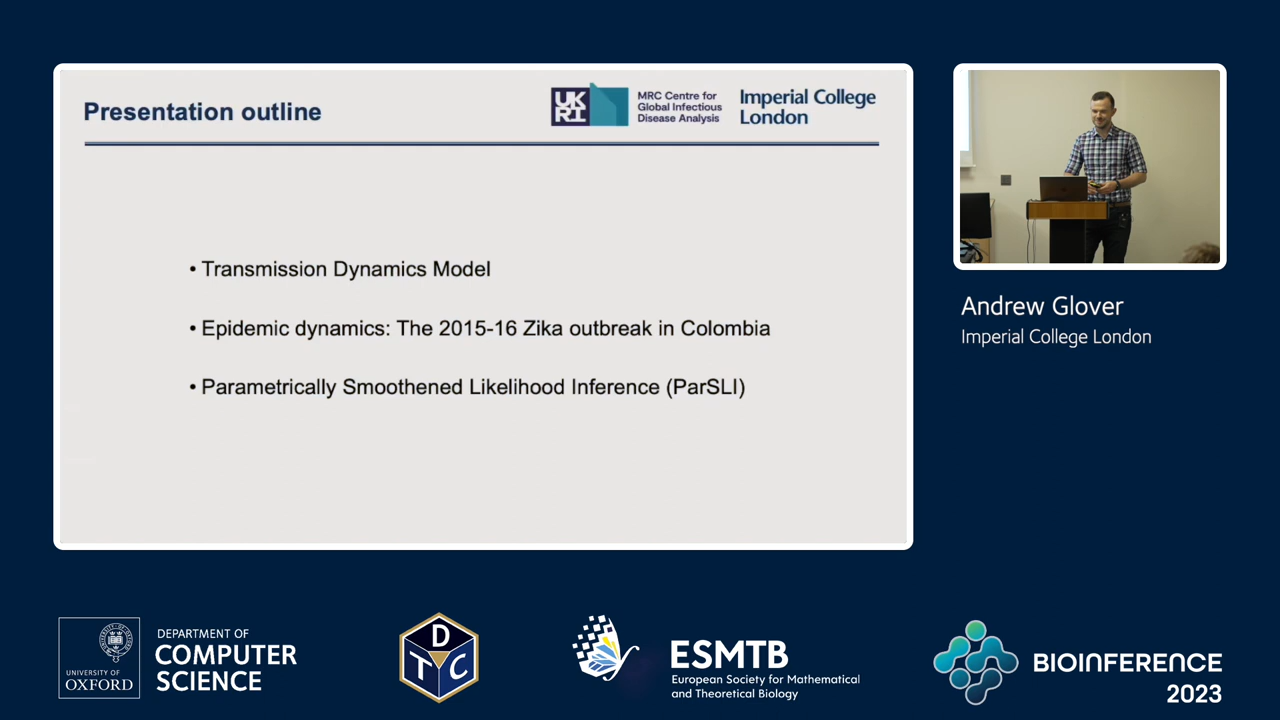 Presentation outline
UK
RI
MRC Centre for
Global Infectious
Disease Analysis
Imperial College
London
• Transmission Dynamics Model
• Epidemic dynamics: The 2015-16 Zika outbreak in Colombia
• Parametrically Smoothened Likelihood Inference (ParSLI)
Andrew Glover
Imperial College London
UNIVERSITY OF
OXFORD
DEPARTMENT OF
COMPUTER
SCIENCE
D
T C
ESMTB
European Society for Mathematical
and Theoretical Biology
BIOINFERENCE
2023